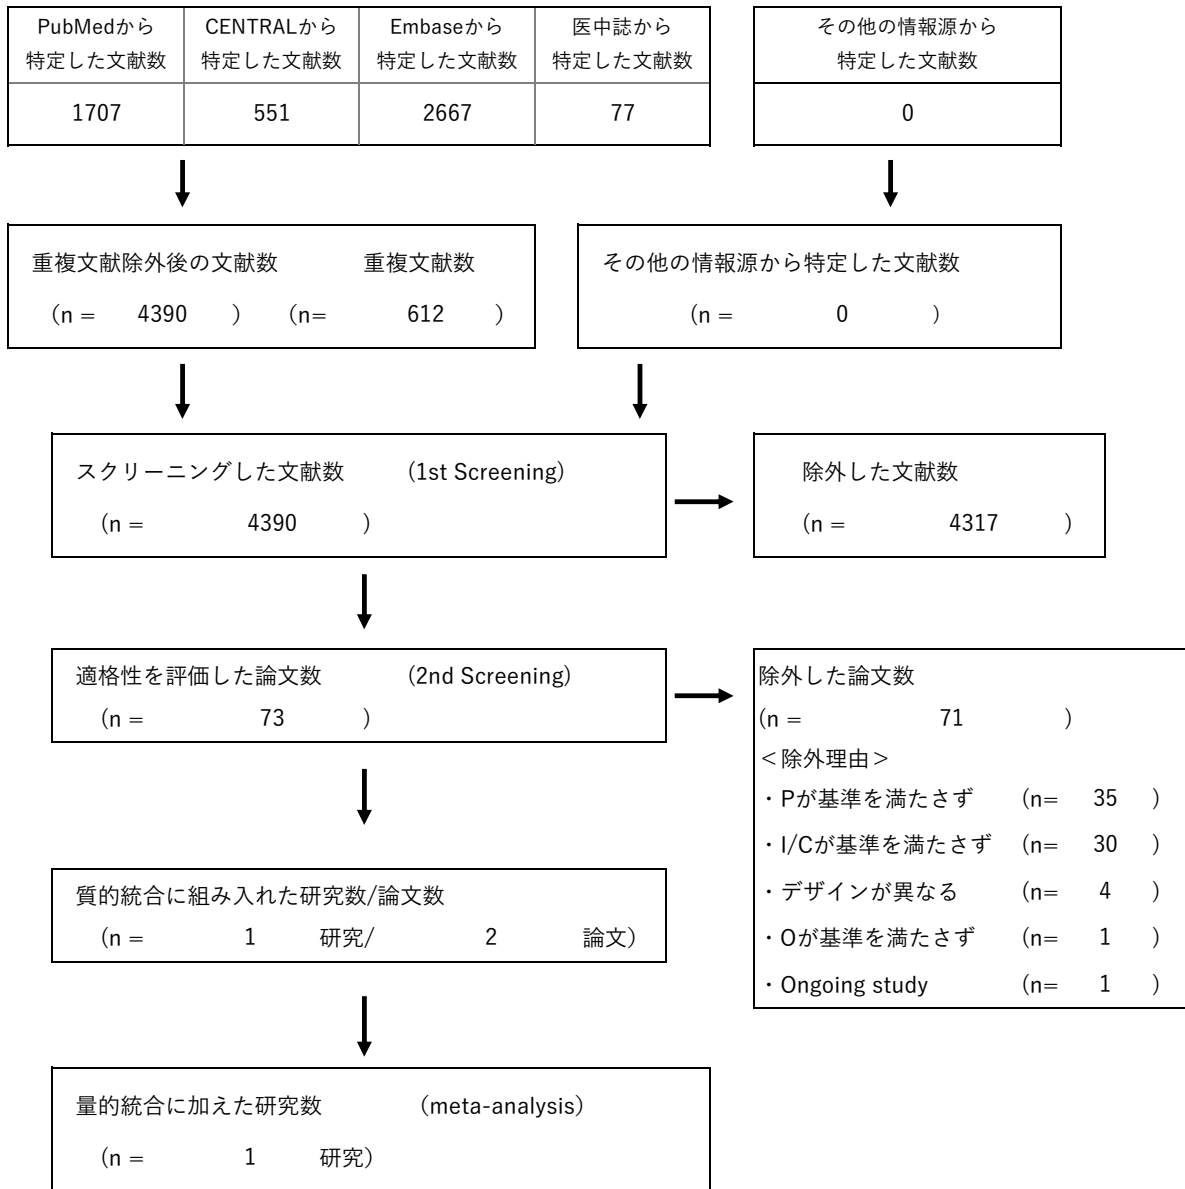 PubMedから
特定した文献数
CENTRALから
特定した文献数
Embaseから
特定した文献数
医中誌から
特定した文献数
その他の情報源から
特定した文献数
1707 551 2667 77 0
重複文献除外後の文献数 重複文献数
(n = 4390 ) (n= 612 )
その他の情報源から特定した文献数
(n = 0 )
スクリーニングした文献数 (1st Screening)
(n = 4390 )
除外した文献数
(n = 4317 )
適格性を評価した論文数 (2nd Screening)
(n = 73 )
除外した論文数
(n = 71 )
＜除外理由＞
・Pが基準を満たさず (n= 35 )
・I/Cが基準を満たさず (n= 30 )
・デザインが異なる (n= 4 )
・Oが基準を満たさず (n= 1 )
・Ongoing study (n= 1 )
質的統合に組み入れた研究数/論文数
(n = 1 研究/ 2 論文)
量的統合に加えた研究数 (meta-analysis)
(n = 1 研究)